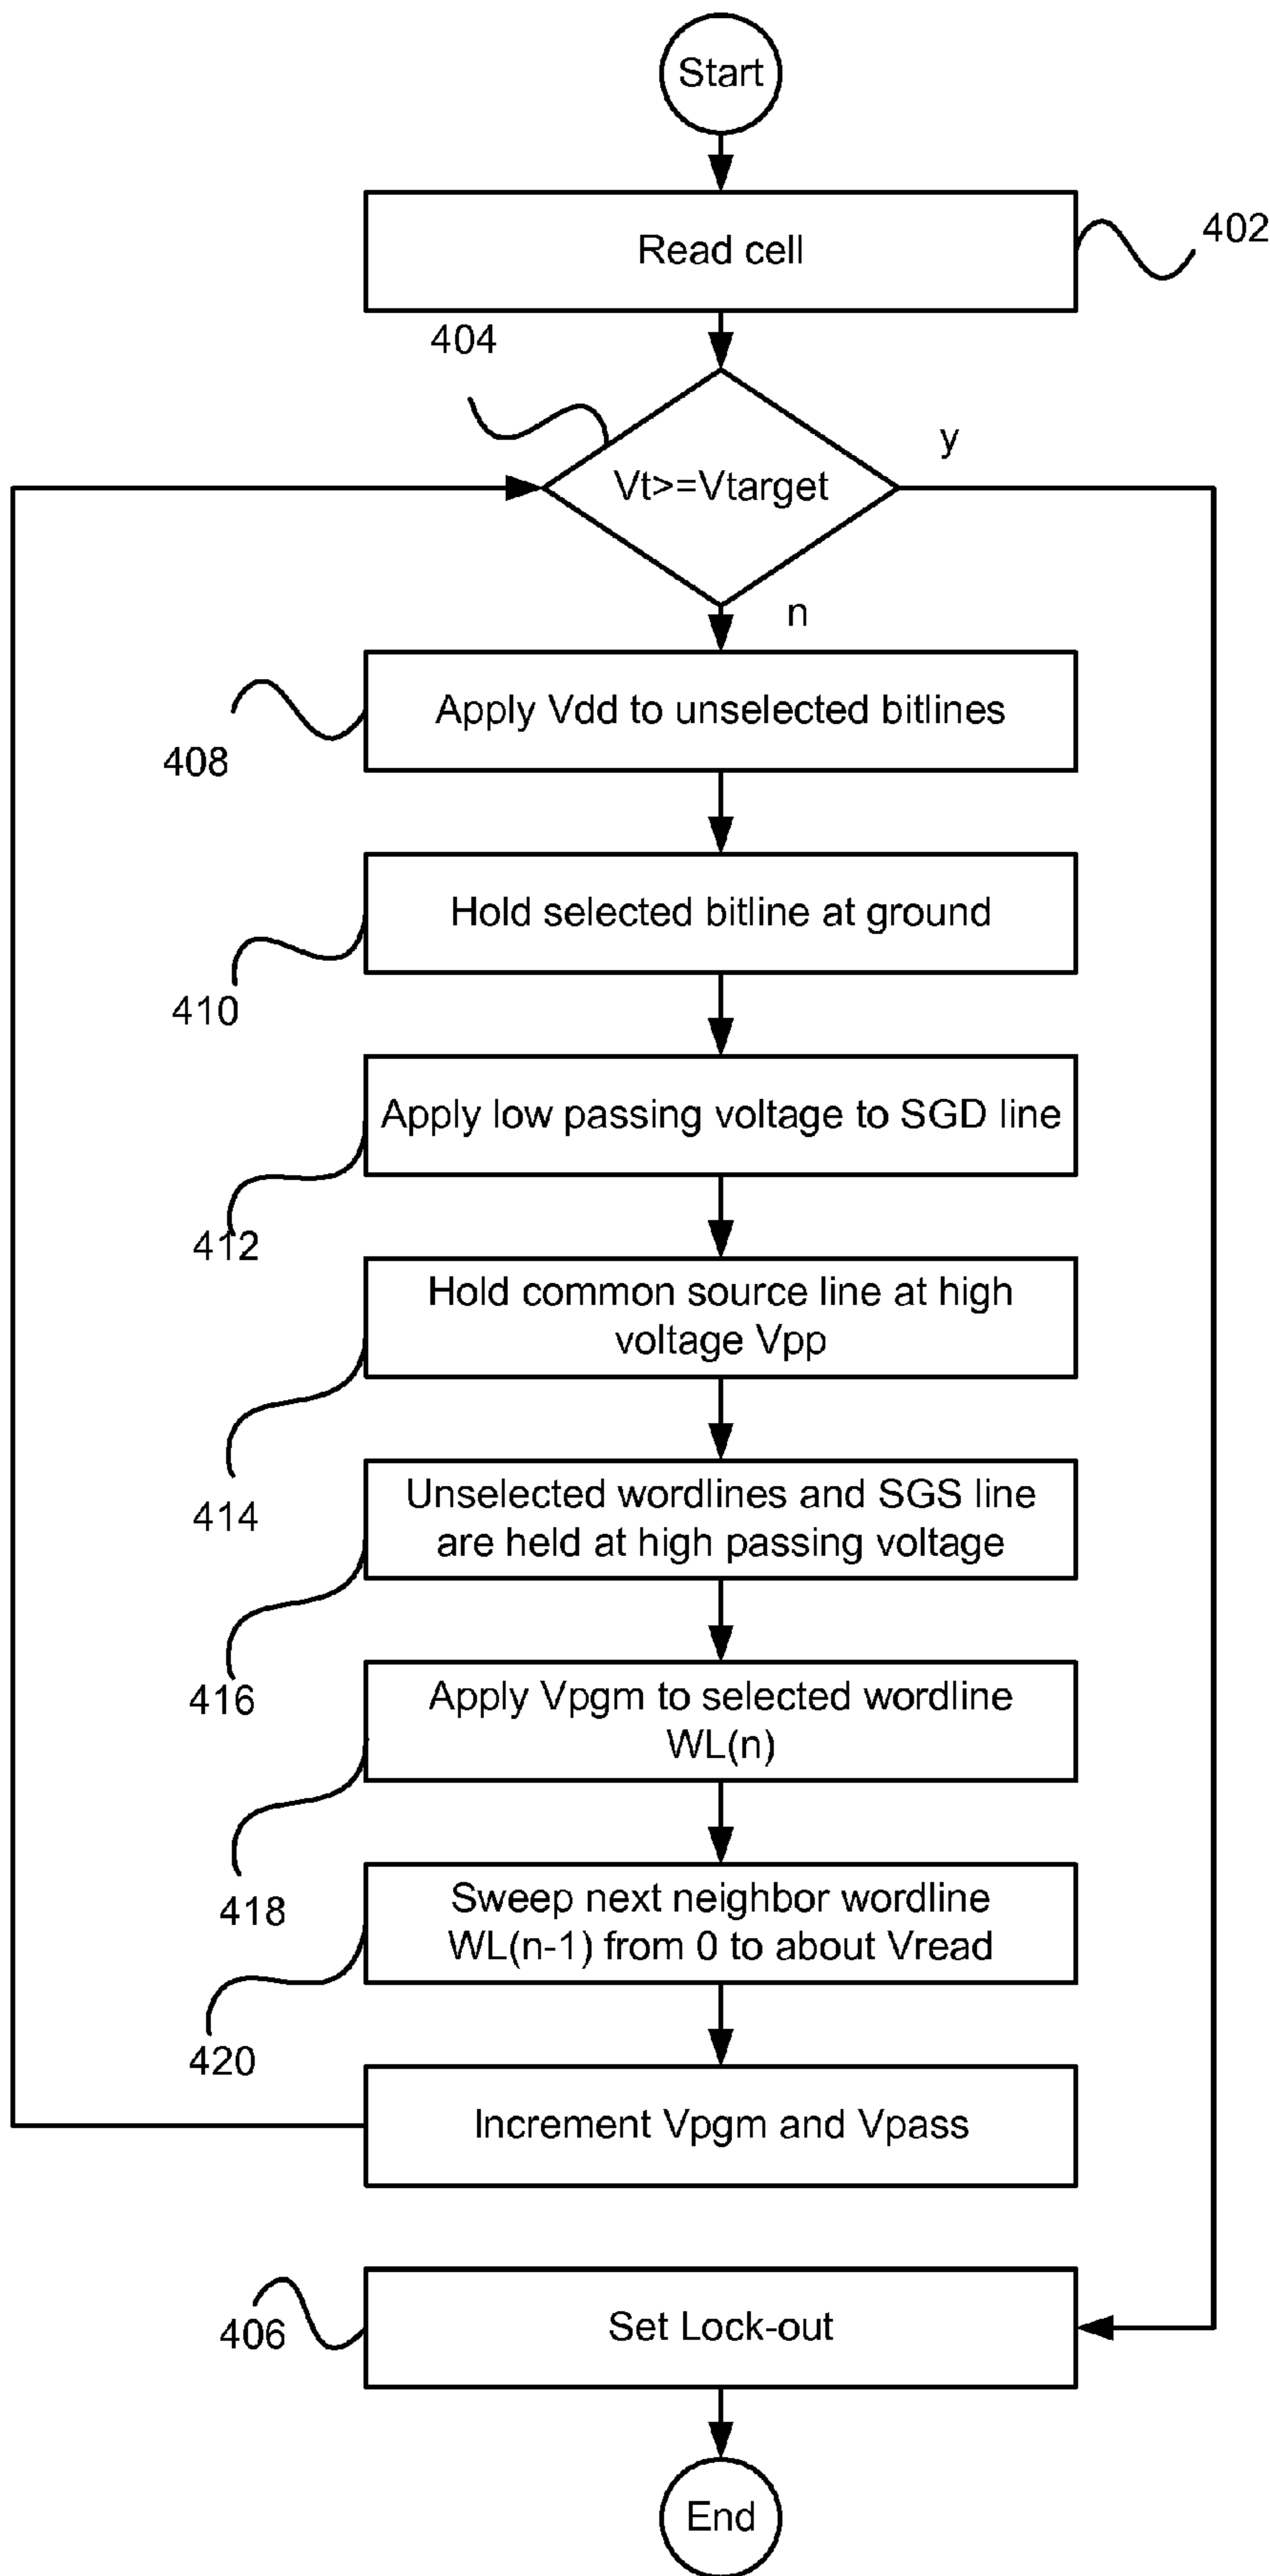 Start
Read cell
402
404
Vt>=Vtarget
y
n
Apply Vdd to unselected bitlines
408
Hold selected bitline at ground
410
Apply low passing voltage to SGD line
412
Hold common source line at high
voltage Vpp
414
Unselected wordlines and SGS line
are held at high passing voltage
416
Apply Vpgm to selected wordline
WL(n)
418
Sweep next neighbor wordline
WL(n-1) from 0 to about Vread
420
Increment Vpgm and Vpass
406
Set Lock-out
End